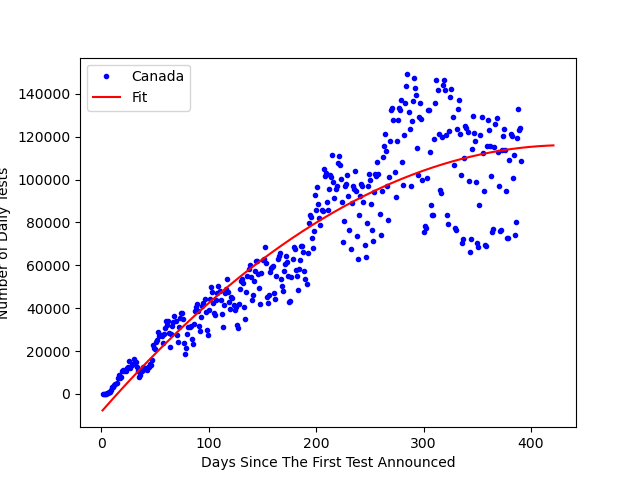 Canada
Fit
140000
120000
100000
80000
60000
40000
20000
0
Number of Daily Tests
0 100 200 300 400
Days Since The First Test Announced